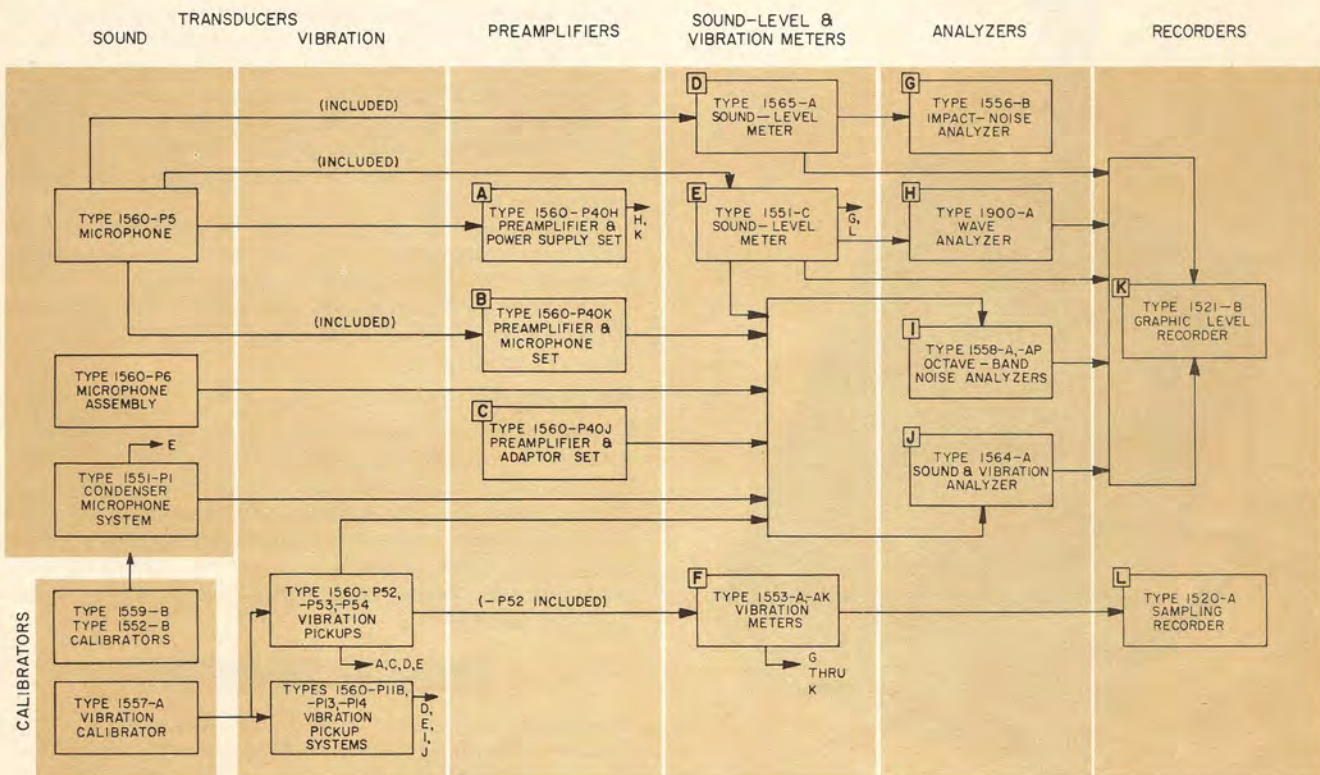 TRANSDUCERS
SOUND
VIBRATION
PREAMPLIFIERS
SOUND-LEVEL &
VIBRATION METERS
ANALYZERS
RECORDERS
(INCLUDED)
D
TYPE 1565-A
SOUND-LEVEL
METER
G
TYPE 1556-B
IMPACT-NOISE
ANALYZER
(INCLUDED)
TYPE 1560-P5
MICROPHONE
A
TYPE 1560-P40H
PREAMPLIFIER &
POWER SUPPLY SET
H,
K
E
TYPE 1551-C
SOUND-LEVEL
METER
G,
L
H
TYPE 1900-A
WAVE
ANALYZER
(INCLUDED)
B
TYPE 1560-P40K
PREAMPLIFIER &
MICROPHONE
SET
I
TYPE 1558-A,-AP
OCTAVE-BAND
NOISE ANALYZERS
K
TYPE 1521-B
GRAPHIC LEVEL
RECORDER
TYPE 1560-P6
MICROPHONE
ASSEMBLY
C
TYPE 1560-P40J
PREAMPLIFIER &
ADAPTOR SET
J
TYPE 1564-A
SOUND & VIBRATION
ANALYZER
E
TYPE 1551-P1
CONDENSER
MICROPHONE
SYSTEM
CALIBRATORS
TYPE 1559-B
TYPE 1552-B
CALIBRATORS
TYPE 1560-P52,
-P53,-P54
VIBRATION
PICKUPS
A,C,D,E
(-P52 INCLUDED)
F
TYPE 1553-A,-AK
VIBRATION
METERS
G
THRU
K
L
TYPE 1520-A
SAMPLING
RECORDER
TYPE 1557-A
VIBRATION
CALIBRATOR
TYPES 1560-P11B,
-P13,-P14
VIBRATION
PICKUP
SYSTEMS
D,
E,
I,
J